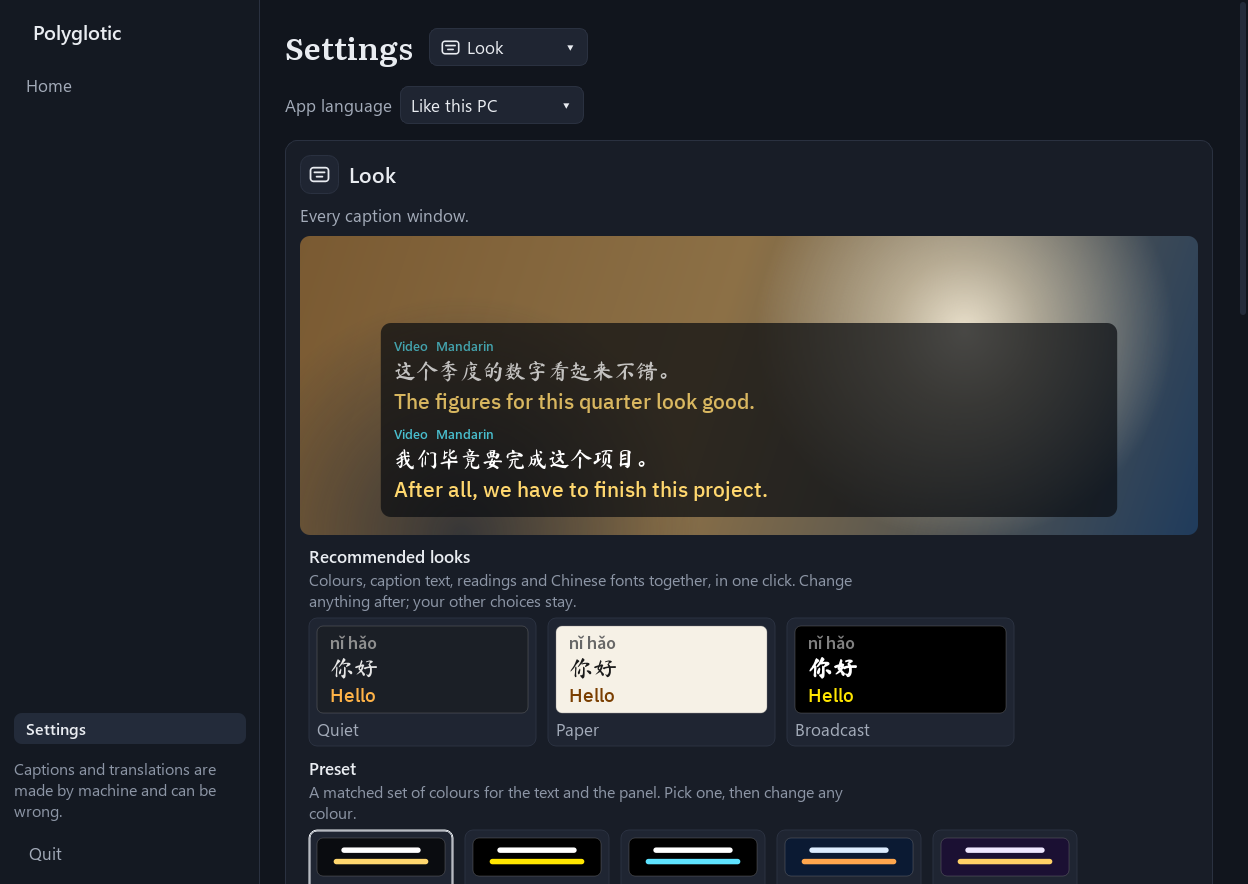 Polyglotic
Home
Settings
Look
App language
Like this PC
Look
Every caption window.
Video Mandarin
这个季度的数字看起来不错。
The figures for this quarter look good.
Video Mandarin
我们毕竟要完成这个项目。
After all, we have to finish this project.
Recommended looks
Colours, caption text, readings and Chinese fonts together, in one click. Change
anything after; your other choices stay.
nǐ hǎo
你好
Hello
Quiet
nǐ hǎo
你好
Hello
Paper
nǐ hǎo
你好
Hello
Broadcast
Preset
A matched set of colours for the text and the panel. Pick one, then change any
colour.
Settings
Captions and translations are
made by machine and can be
wrong.
Quit